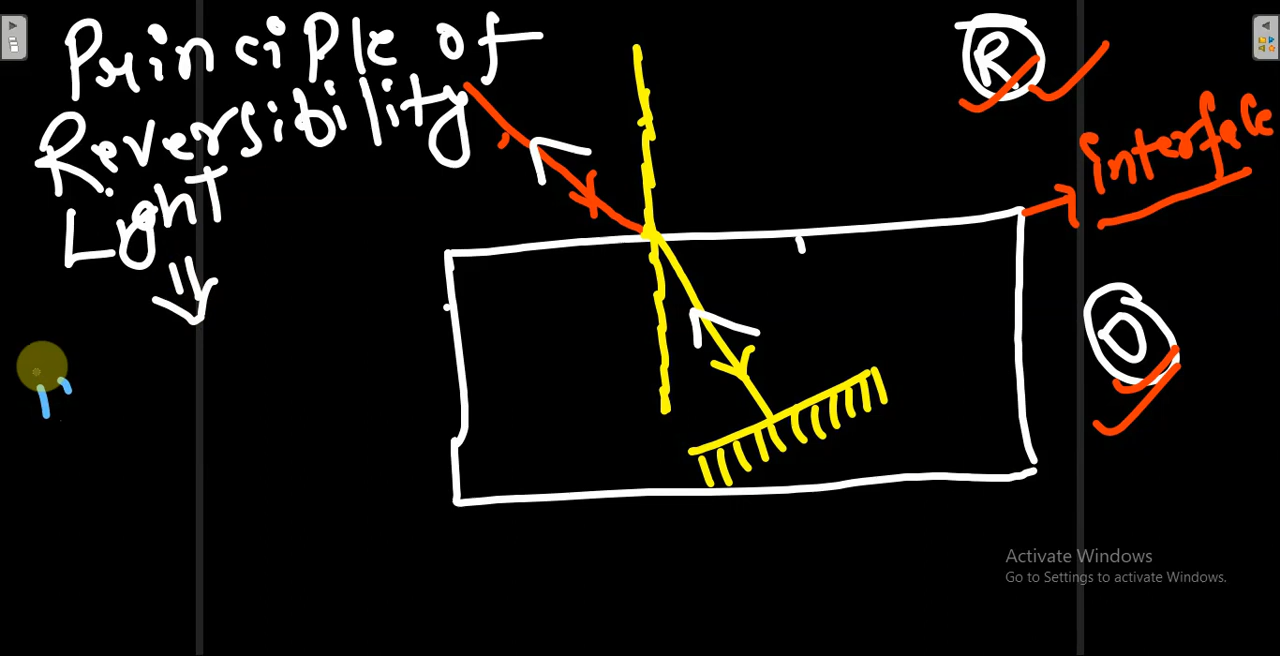 Principle of
Reversibility
Light
R
interface
D
Activate Windows
Go to Settings to activate Windows.